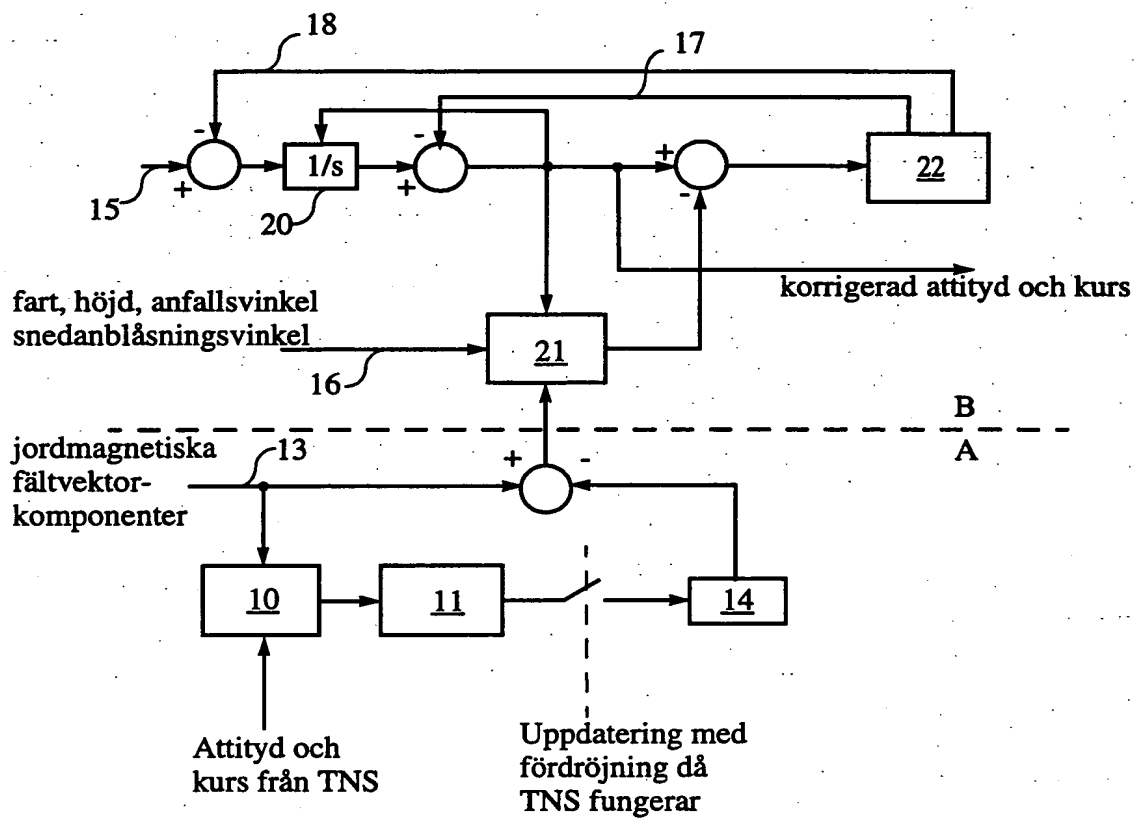 18
17
-
-
+
1/s
+
+
-
22
15
20
fart, höjd, anfallsvinkel
snedanblåsningsvinkel
korrigerad attityd och kurs
21
16
B
A
jordmagnetiska
fältvektor-
komponenter
13
+
-
10
11
14
Attityd och
kurs från TNS
Uppdatering med
fördröjning då
TNS fungerar